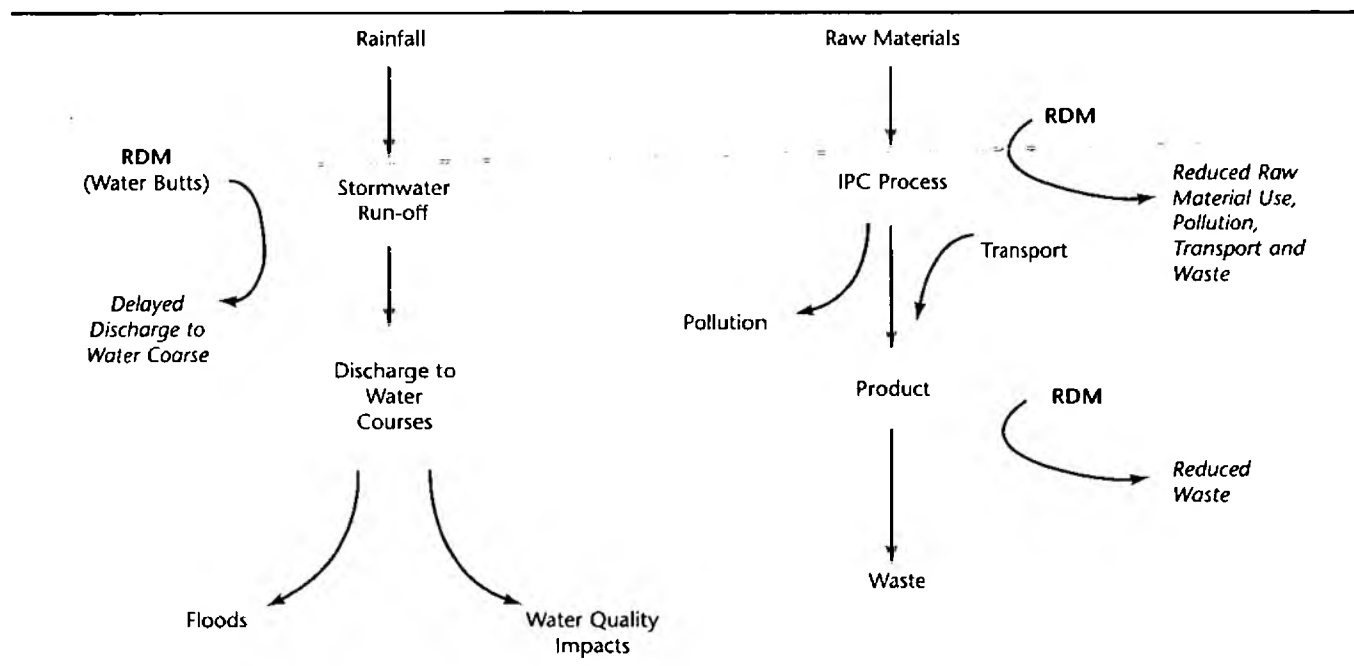 Rainfall
RDM
(Water Butts)
Stormwater
Run-off
Delayed
Discharge to
Water Coarse
Discharge to
Water
Courses
Floods
Water Quality
Impacts
Raw Materials
RDM
IPC Process
Reduced Raw
Material Use,
Pollution,
Transport and
Waste
Transport
Pollution
Product
RDM
Reduced
Waste
Waste